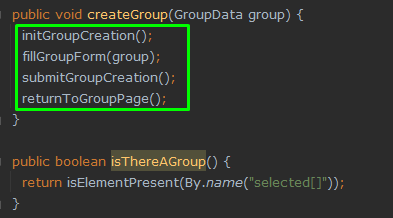 public void createGroup(GroupData group) {
initGroupCreation();
fillGroupForm(group);
submitGroupCreation();
returnToGroupPage();
}
public boolean isThereAGroup() {
return isElementPresent(By.name("selected[]"));
}